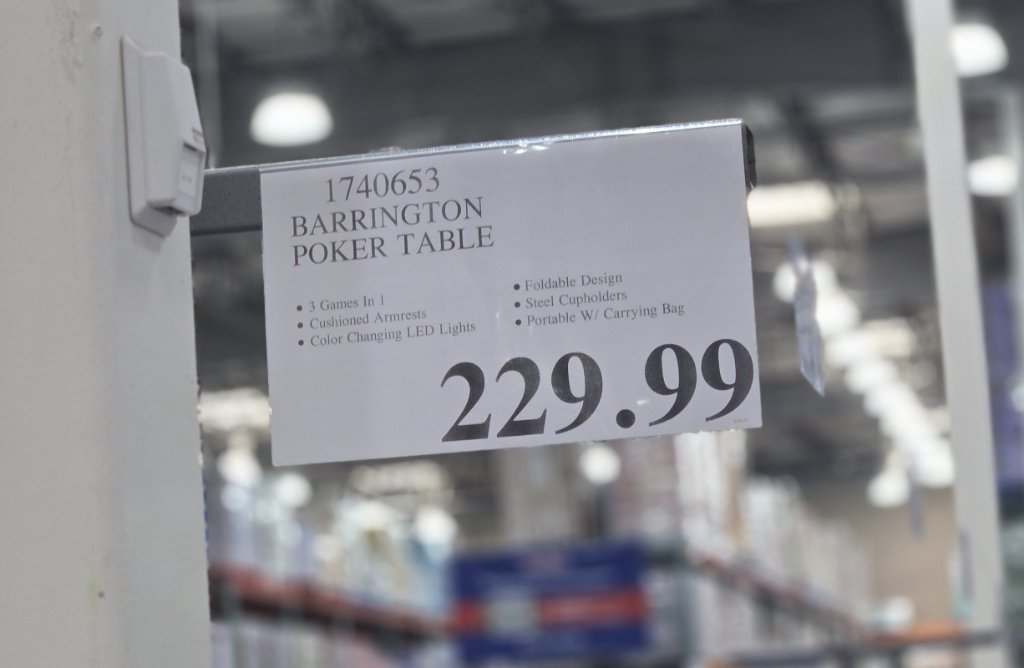 1740653
BARRINGTON
POKER TABLE
• 3 Games In 1
• Cushioned Armrests
• Color Changing LED Lights
• Foldable Design
• Steel Cupholders
• Portable W/ Carrying Bag
229.99